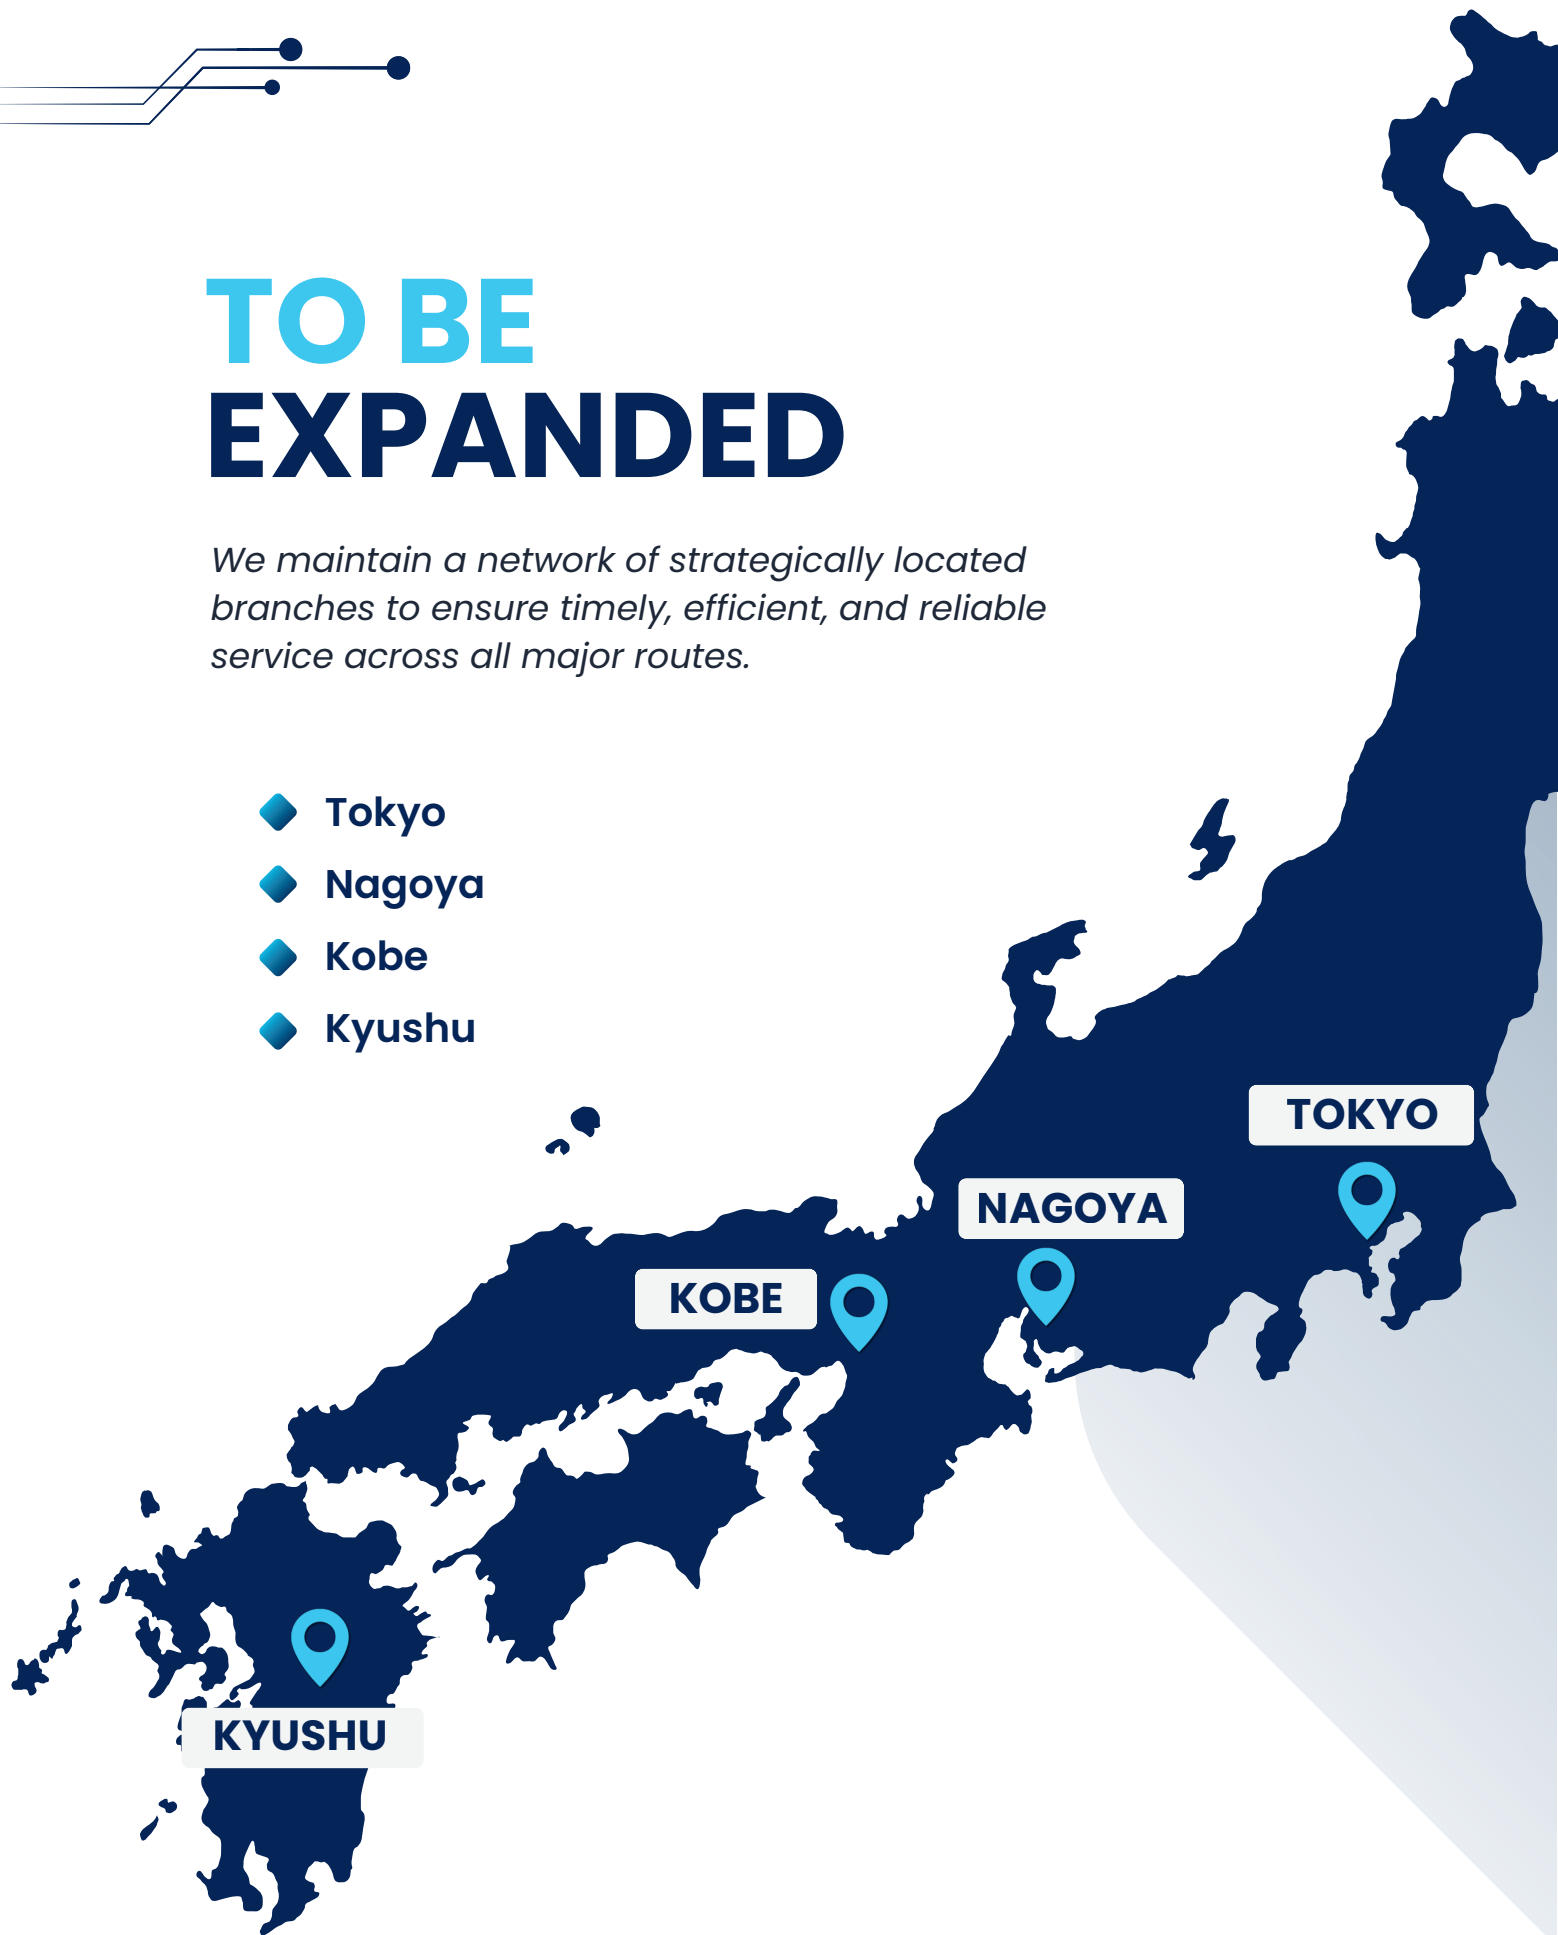 TO BE
EXPANDED
We maintain a network of strategically located
branches to ensure timely, efficient, and reliable
service across all major routes.
Tokyo
Nagoya
Kobe
Kyushu
TOKYO
NAGOYA
KOBE
KYUSHU